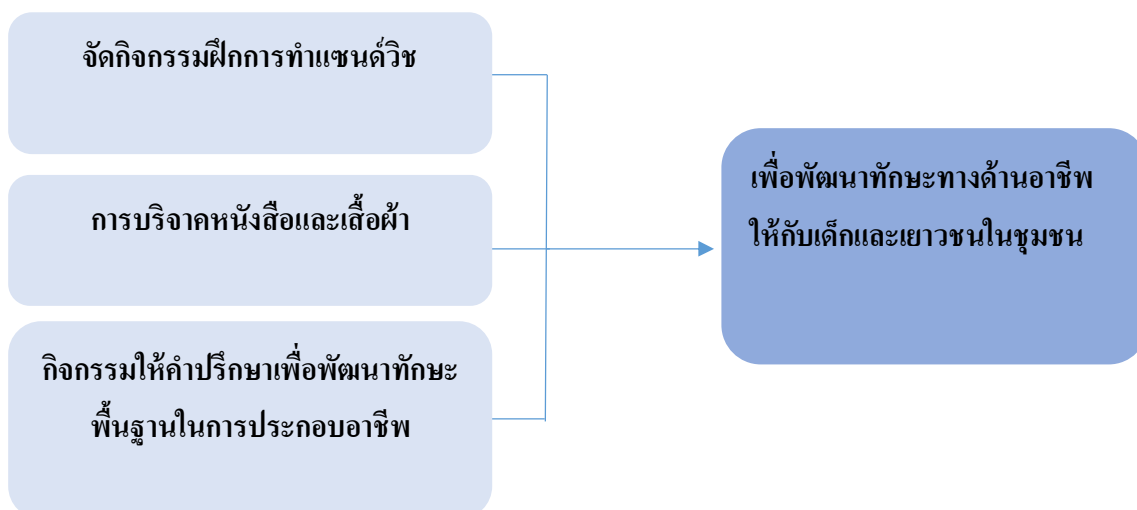 จัดกิจกรรมฝึกการทำแซนด์วิช
การบริจาคหนังสือและเสื้อผ้า
กิจกรรมให้คำปรึกษาเพื่อพัฒนาทักษะ
พื้นฐานในการประกอบอาชีพ
เพื่อพัฒนาทักษะทางด้านอาชีพ
ให้กับเด็กและเยาวชนในชุมชน